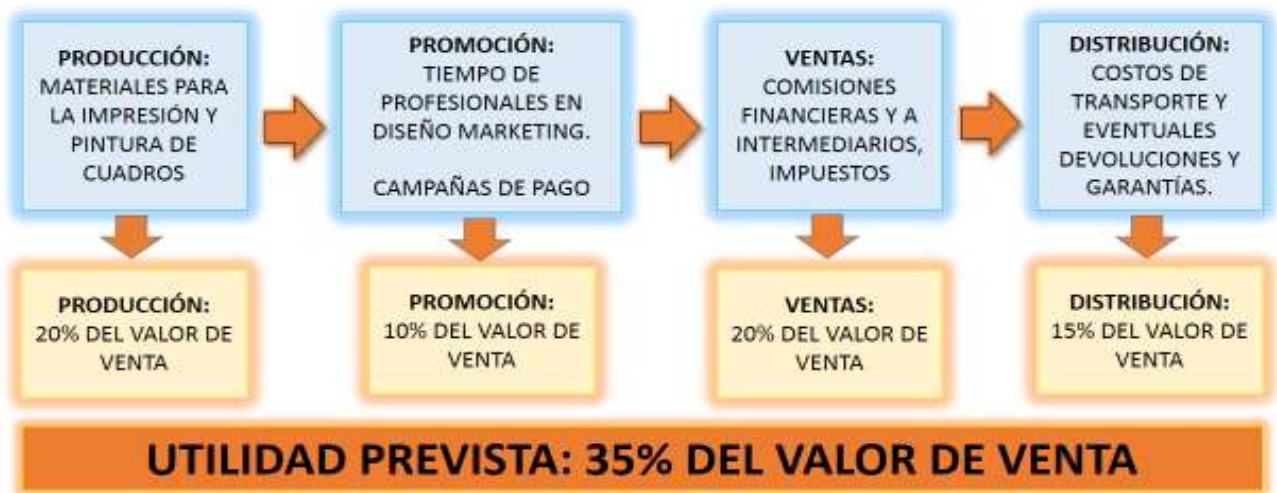 PRODUCCIÓN:
MATERIALES PARA
LA IMPRESIÓN Y
PINTURA DE
CUADROS
PROMOCIÓN:
TIEMPO DE
PROFESIONALES EN
DISEÑO MARKETING.
CAMPAÑAS DE PAGO
VENTAS:
COMISIONES
FINANCIERAS Y A
INTERMEDIARIOS,
IMPUESTOS
DISTRIBUCIÓN:
COSTOS DE
TRANSPORTE Y
EVENTUALES
DEVOLUCIONES Y
GARANTÍAS.
PRODUCCIÓN:
20% DEL VALOR DE
VENTA
PROMOCIÓN:
10% DEL VALOR DE
VENTA
VENTAS:
20% DEL VALOR DE
VENTA
DISTRIBUCIÓN:
15% DEL VALOR DE
VENTA
UTILIDAD PREVISTA: 35% DEL VALOR DE VENTA